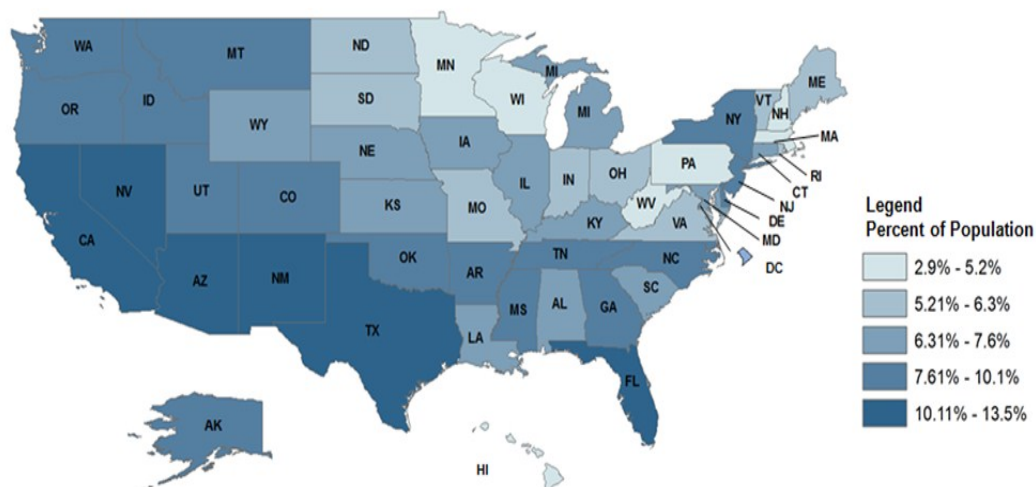 WA
MT
ND
MN
ME
VT
NH
OR
ID
SD
WI
MI
NY
MA
WY
MI
IA
PA
RI
NE
CT
NV
UT
IL
IN
OH
NJ
CO
WV
DE
CA
KS
MO
KY
VA
MD
DC
AZ
NM
OK
AR
TN
NC
MS
AL
GA
SC
TX
LA
FL
AK
HI
Legend
Percent of Population
2.9% - 5.2%
5.21% - 6.3%
6.31% - 7.6%
7.61% - 10.1%
10.11% - 13.5%